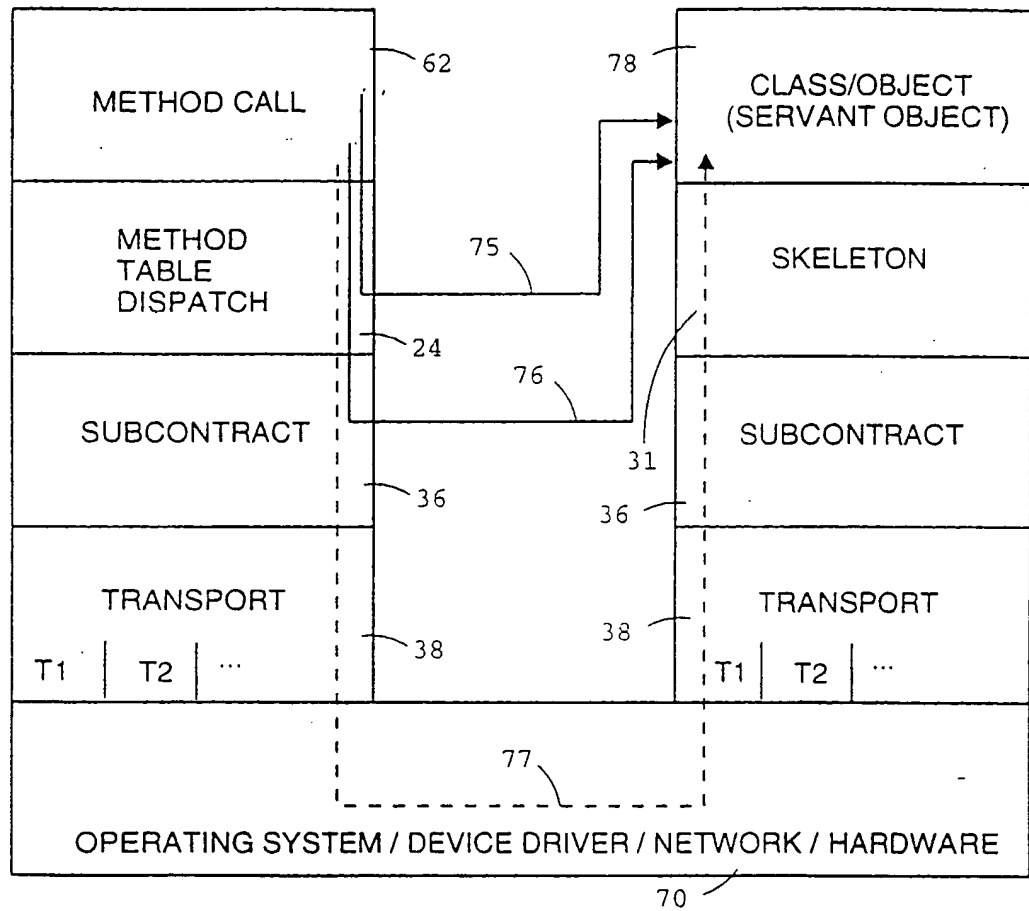 62
78
METHOD CALL
CLASS/OBJECT
(SERVANT OBJECT)
METHOD
TABLE
DISPATCH
75
SKELETON
24
76
31
SUBCONTRACT
SUBCONTRACT
36
36
TRANSPORT
TRANSPORT
38
38
T1
T2
...
T1
T2
...
77
OPERATING SYSTEM / DEVICE DRIVER / NETWORK / HARDWARE
70